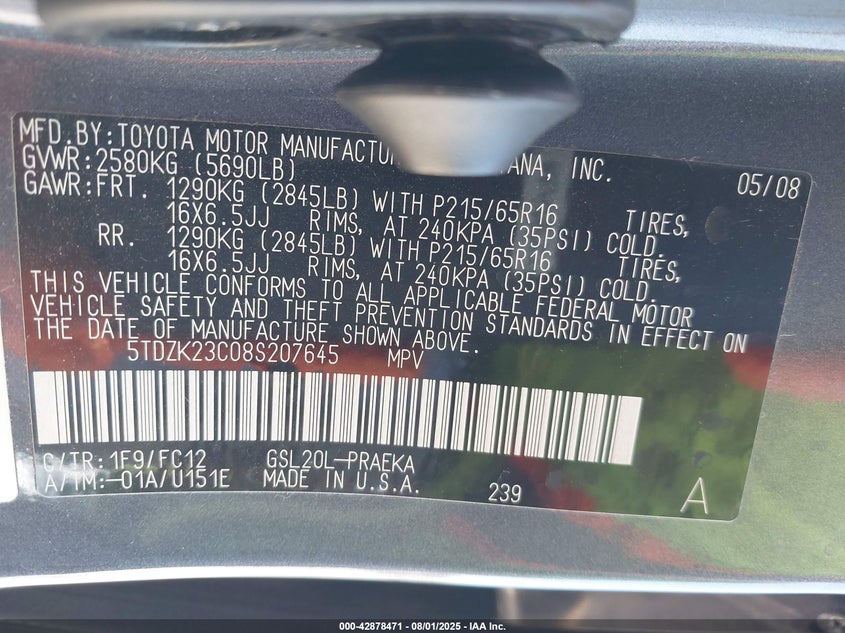 MFD.BY:TOYOTA MOTOR MANUFACTUR ANA, INC. 05/08
GVWR:2580KG (5690LB)
GAWR:FRT. 1290KG (2845LB) WITH P215/65R16 TIRES,
16X6.5JJ RIMS, AT 240KPA (35PSI) COLD.
RR. 1290KG (2845LB) WITH P215/65R16 TIRES,
16X6.5JJ RIMS, AT 240KPA (35PSI) COLD.
THIS VEHICLE CONFORMS TO ALL APPLICABLE FEDERAL MOTOR
VEHICLE SAFETY AND THEFT PREVENTION STANDARDS IN EFFECT ON
THE DATE OF MANUFACTURE SHOWN ABOVE.
5TDZK23C08S207645 MPV
C/TR:1F9/FC12 GSL20L-PRAEKA
A/TM:-01A/U151E MADE IN U.S.A. 239 A
000-42878471 - 08/01/2025 - IAA Inc.